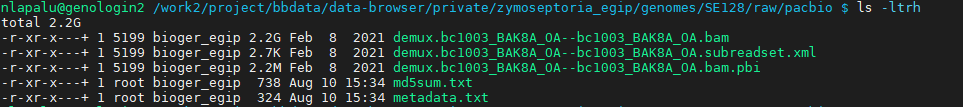 nlapalu@genologin2 /work2/project/bbdata/data-browser/private/zymoseptoria_egip/genomes/SE128/raw/pacbio $ ls -ltrh
total 2.2G
-r-xr-x---+ 1 5199 bioger_egip 2.2G Feb  8  2021 demux.bc1003_BAK8A_OA--bc1003_BAK8A_OA.bam
-r-xr-x---+ 1 5199 bioger_egip 2.7K Feb  8  2021 demux.bc1003_BAK8A_OA--bc1003_BAK8A_OA.subreadset.xml
-r-xr-x---+ 1 5199 bioger_egip 2.2M Feb  8  2021 demux.bc1003_BAK8A_OA--bc1003_BAK8A_OA.bam.pbi
-r-xr-x---+ 1 root bioger_egip  738 Aug 10 15:34 md5sum.txt
-r-xr-x---+ 1 root bioger_egip  324 Aug 10 15:34 metadata.txt